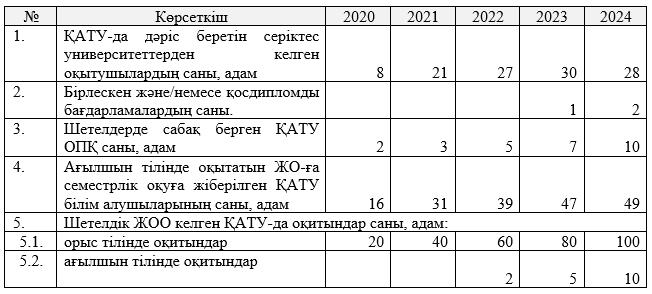 № Көрсеткіш 2020 2021 2022 2023 2024
1. ҚАТУ-да дәріс беретін серіктес
университеттерден келген
оқытушылардың саны, адам 8 21 27 30 28
2. Бірлескен және/немесе қосдипломды
бағдарламалардың саны. 1 2
3. Шетелдерде сабақ берген ҚАТУ
ОПҚ саны, адам 2 3 5 7 10
4. Ағылшын тілінде оқытатын ЖО-ға
семестрлік оқуға жіберілген ҚАТУ
білім алушыларының саны, адам 16 31 39 47 49
5. Шетелдік ЖОО келген ҚАТУ-да оқитындар саны, адам:
5.1. орыс тілінде оқитындар 20 40 60 80 100
5.2. ағылшын тілінде оқитындар
2 5 10